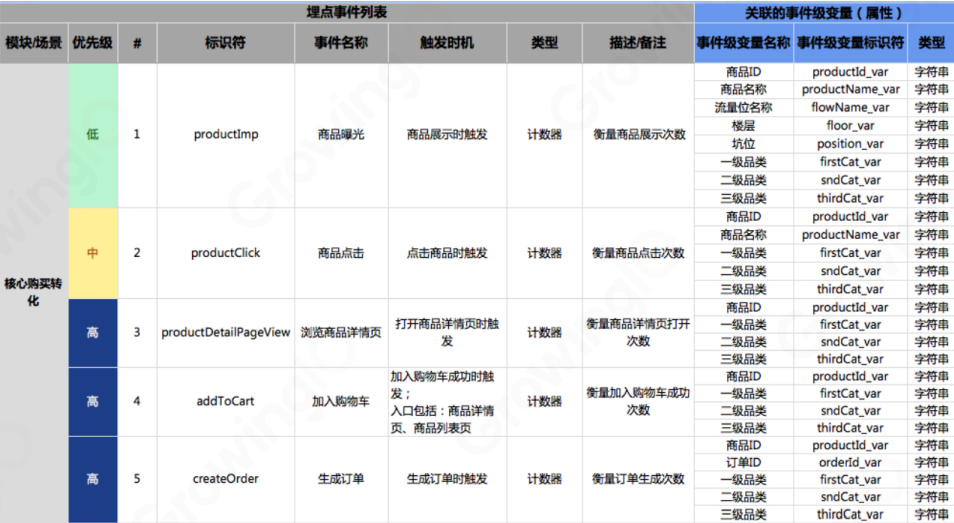 埋点事件列表 关联的事件级变量（属性）
模块/场景 优先级 # 标识符 事件名称 触发时机 类型 描述/备注 事件级变量名称 事件级变量标识符 类型
核心购买转
化
低 1 productImp 商品曝光 商品展示时触发 计数器 衡量商品展示次数
商品ID productId_var 字符串
商品名称 productName_var 字符串
流量位名称 flowName_var 字符串
楼层 floor_var 字符串
坑位 position_var 字符串
一级品类 firstCat_var 字符串
二级品类 sndCat_var 字符串
三级品类 thirdCat_var 字符串
中 2 productClick 商品点击 点击商品时触发 计数器 衡量商品点击次数
商品ID productId_var 字符串
商品名称 productName_var 字符串
一级品类 firstCat_var 字符串
二级品类 sndCat_var 字符串
三级品类 thirdCat_var 字符串
高 3 productDetailPageView 浏览商品详情页
打开商品详情页时触
发
计数器
衡量商品详情页打开
次数
商品ID productId_var 字符串
一级品类 firstCat_var 字符串
二级品类 sndCat_var 字符串
三级品类 thirdCat_var 字符串
高 4 addToCart 加入购物车
加入购物车成功时触
发；
入口包括：商品详情
页、商品列表页
计数器
衡量加入购物车成功
次数
商品ID productId_var 字符串
一级品类 firstCat_var 字符串
二级品类 sndCat_var 字符串
三级品类 thirdCat_var 字符串
高 5 createOrder 生成订单 生成订单时触发 计数器 衡量订单生成次数
商品ID productId_var 字符串
订单ID orderId_var 字符串
一级品类 firstCat_var 字符串
二级品类 sndCat_var 字符串
三级品类 thirdCat_var 字符串
GrowingIO